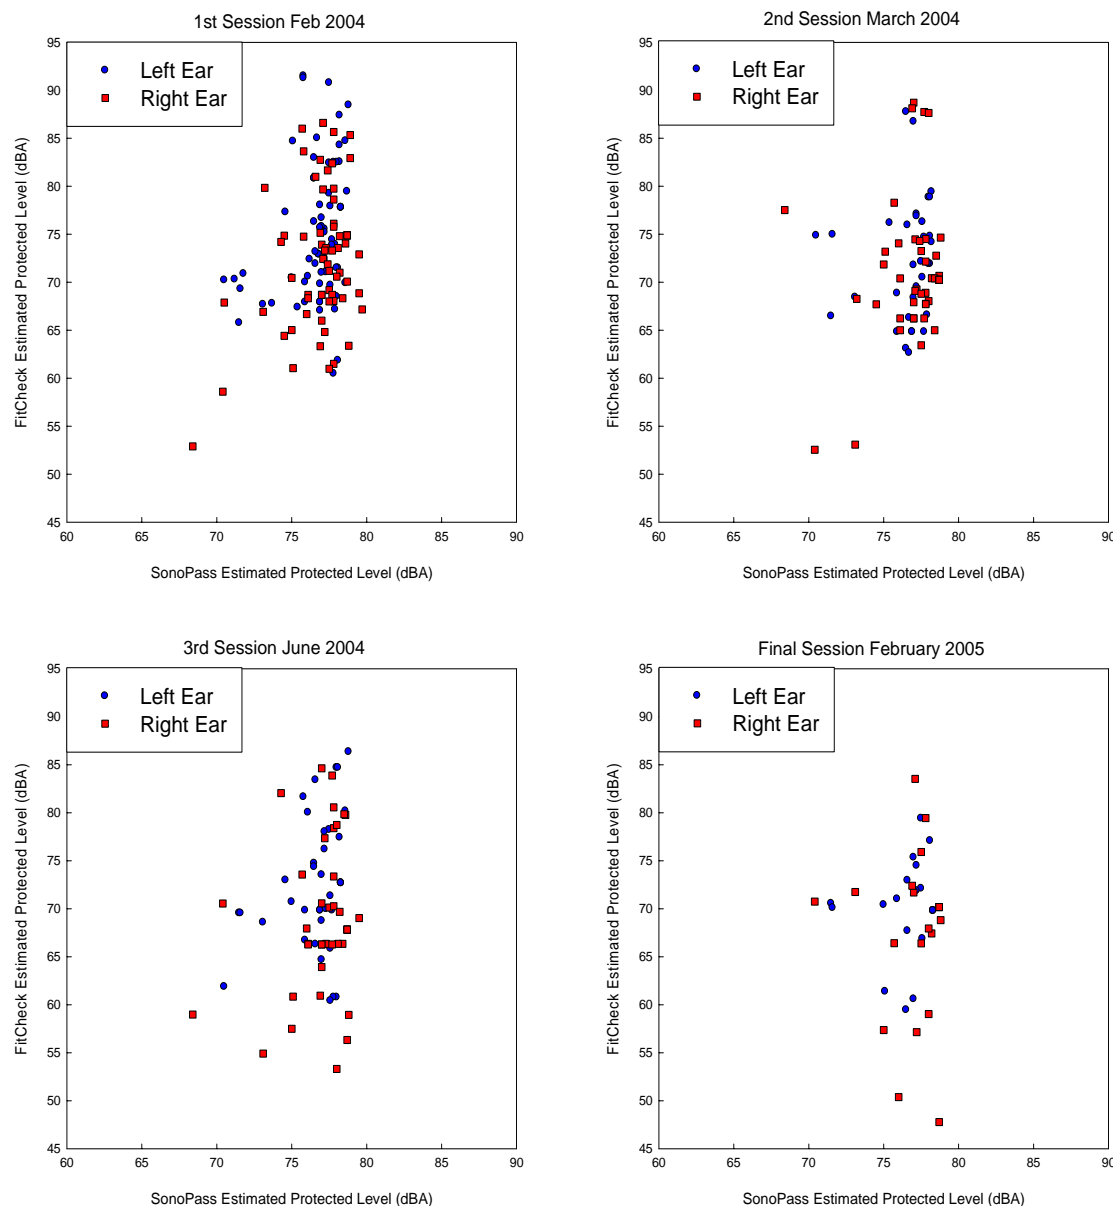 1st Session Feb 2004
Left Ear
Right Ear
FitCheck Estimated Protected Level (dBA)
95
90
85
80
75
70
65
60
55
50
45
60 65 70 75 80 85 90
SonoPass Estimated Protected Level (dBA)
2nd Session March 2004
Left Ear
Right Ear
FitCheck Estimated Protected Level (dBA)
95
90
85
80
75
70
65
60
55
50
45
60 65 70 75 80 85 90
SonoPass Estimated Protected Level (dBA)
3rd Session June 2004
Left Ear
Right Ear
FitCheck Estimated Protected Level (dBA)
95
90
85
80
75
70
65
60
55
50
45
60 65 70 75 80 85 90
SonoPass Estimated Protected Level (dBA)
Final Session February 2005
Left Ear
Right Ear
FitCheck Estimated Protected Level (dBA)
95
90
85
80
75
70
65
60
55
50
45
60 65 70 75 80 85 90
SonoPass Estimated Protected Level (dBA)